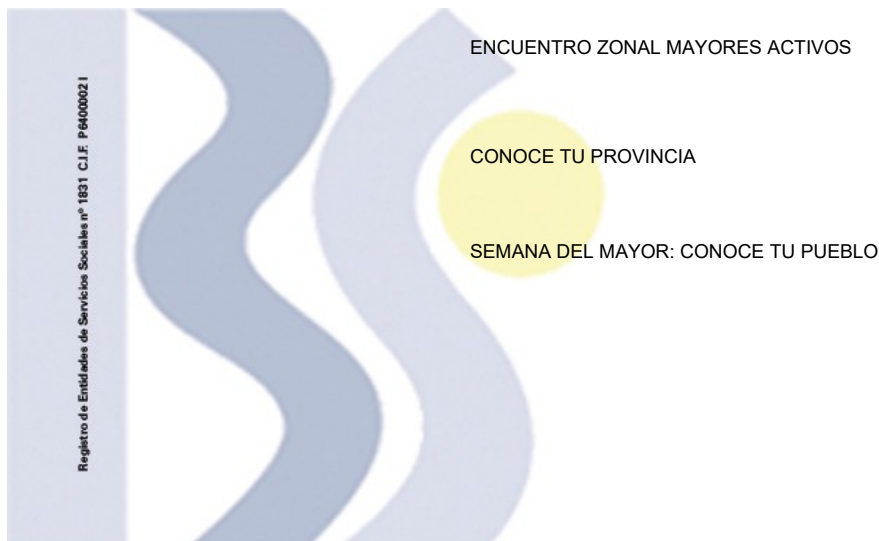 ENCUENTRO ZONAL MAYORES ACTIVOS
CONOCE TU PROVINCIA
SEMANA DEL MAYOR: CONOCE TU PUEBLO
Registro de Entidades de Servicios Sociales nº 1831 C.I.F. P6400002 I